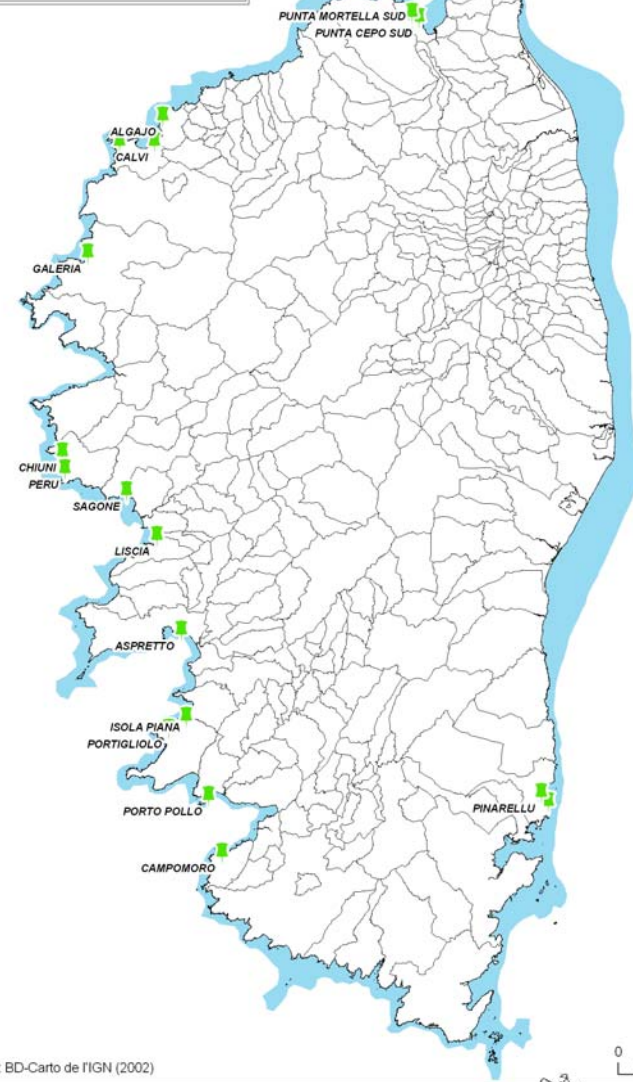 PUNTA MORTELLA SUD
PUNTA CEPO SUD
ALGAJO
CALVI
GALERIA
CHIUNI
PERU
SAGONE
LISCIA
ASPRETTO
ISOLA PIANA
PORTIGLIOLO
PORTO POLLO
PINARELLU
CAMPOMORO
: BD-Carto de l'IGN (2002)
0